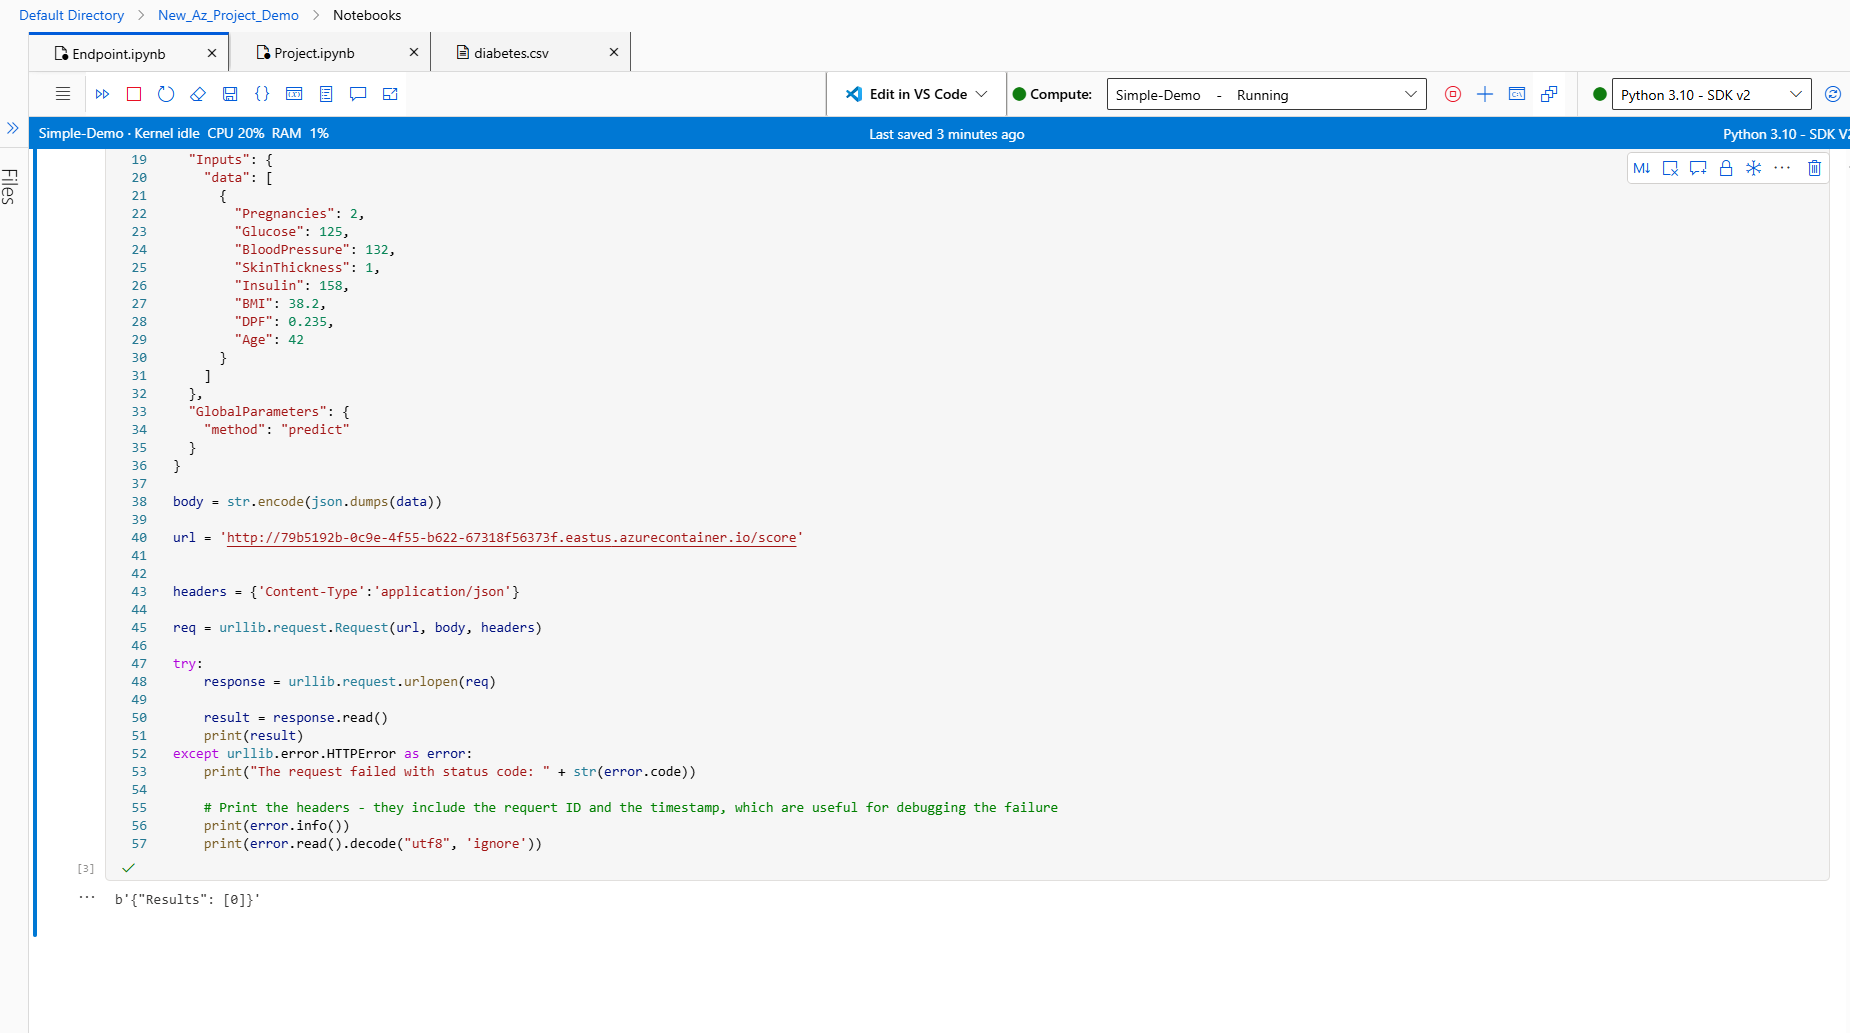 Default Directory > New_Az_Project_Demo > Notebooks
Endpoint.ipynb × Project.ipynb × diabetes.csv ×
Edit in VS Code Compute: Simple-Demo - Running Python 3.10 - SDK v2
Simple-Demo · Kernel idle CPU 20% RAM 1% Last saved 3 minutes ago Python 3.10 - SDK V2
Files
M↓
19 "Inputs": {
20 "data": [
21 {
22 "Pregnancies": 2,
23 "Glucose": 125,
24 "BloodPressure": 132,
25 "SkinThickness": 1,
26 "Insulin": 158,
27 "BMI": 38.2,
28 "DPF": 0.235,
29 "Age": 42
30 }
31 ]
32 },
33 "GlobalParameters": {
34 "method": "predict"
35 }
36 }
37
38 body = str.encode(json.dumps(data))
39
40 url = 'http://79b5192b-0c9e-4f55-b622-67318f56373f.eastus.azurecontainer.io/score'
41
42
43 headers = {'Content-Type':'application/json'}
44
45 req = urllib.request.Request(url, body, headers)
46
47 try:
48 response = urllib.request.urlopen(req)
49
50 result = response.read()
51 print(result)
52 except urllib.error.HTTPError as error:
53 print("The request failed with status code: " + str(error.code))
54
55 # Print the headers - they include the requert ID and the timestamp, which are useful for debugging the failure
56 print(error.info())
57 print(error.read().decode("utf8", 'ignore'))
[3]
b'{"Results": [0]}'